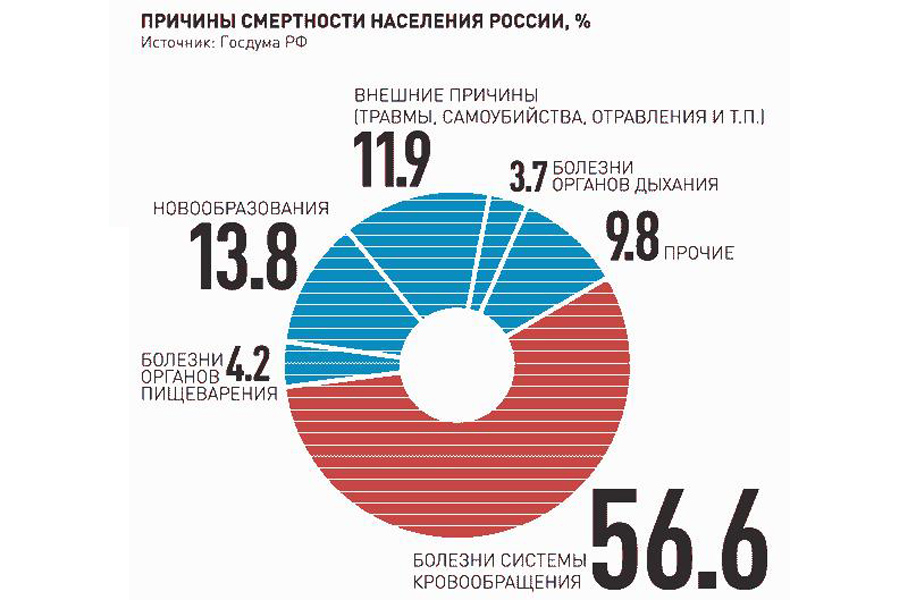 ПРИЧИНЫ СМЕРТНОСТИ НАСЕЛЕНИЯ РОССИИ, %
Источник: Госдума РФ
ВНЕШНИЕ ПРИЧИНЫ
(ТРАВМЫ, САМОУБИЙСТВА, ОТРАВЛЕНИЯ И Т.П.)
11.9
3.7
БОЛЕЗНИ
ОРГАНОВ ДЫХАНИЯ
НОВООБРАЗОВАНИЯ
13.8
9.8 ПРОЧИЕ
БОЛЕЗНИ
ОРГАНОВ
ПИЩЕВАРЕНИЯ
4.2
БОЛЕЗНИ СИСТЕМЫ
КРОВООБРАЩЕНИЯ
56.6